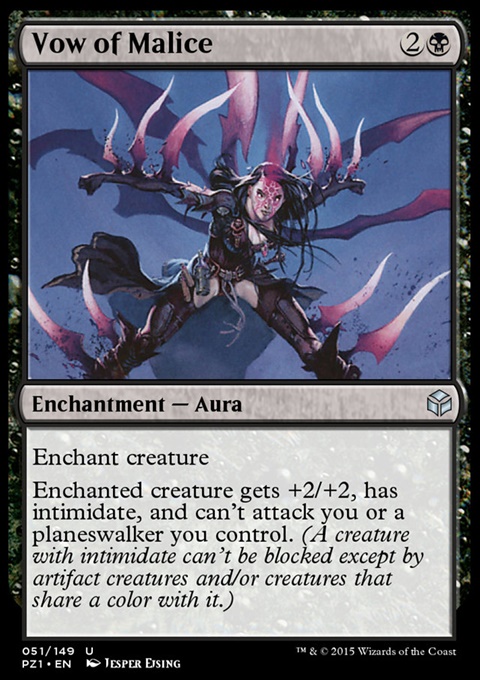 Vow of Malice 2
Enchantment — Aura
Enchant creature
Enchanted creature gets +2/+2, has
intimidate, and can't attack you or a
planeswalker you control. (A creature
with intimidate can't be blocked except by
artifact creatures and/or creatures that
share a color with it.)
051/149 U
PZ1 • EN Jesper Ejsing ™ & © 2015 Wizards of the Coast